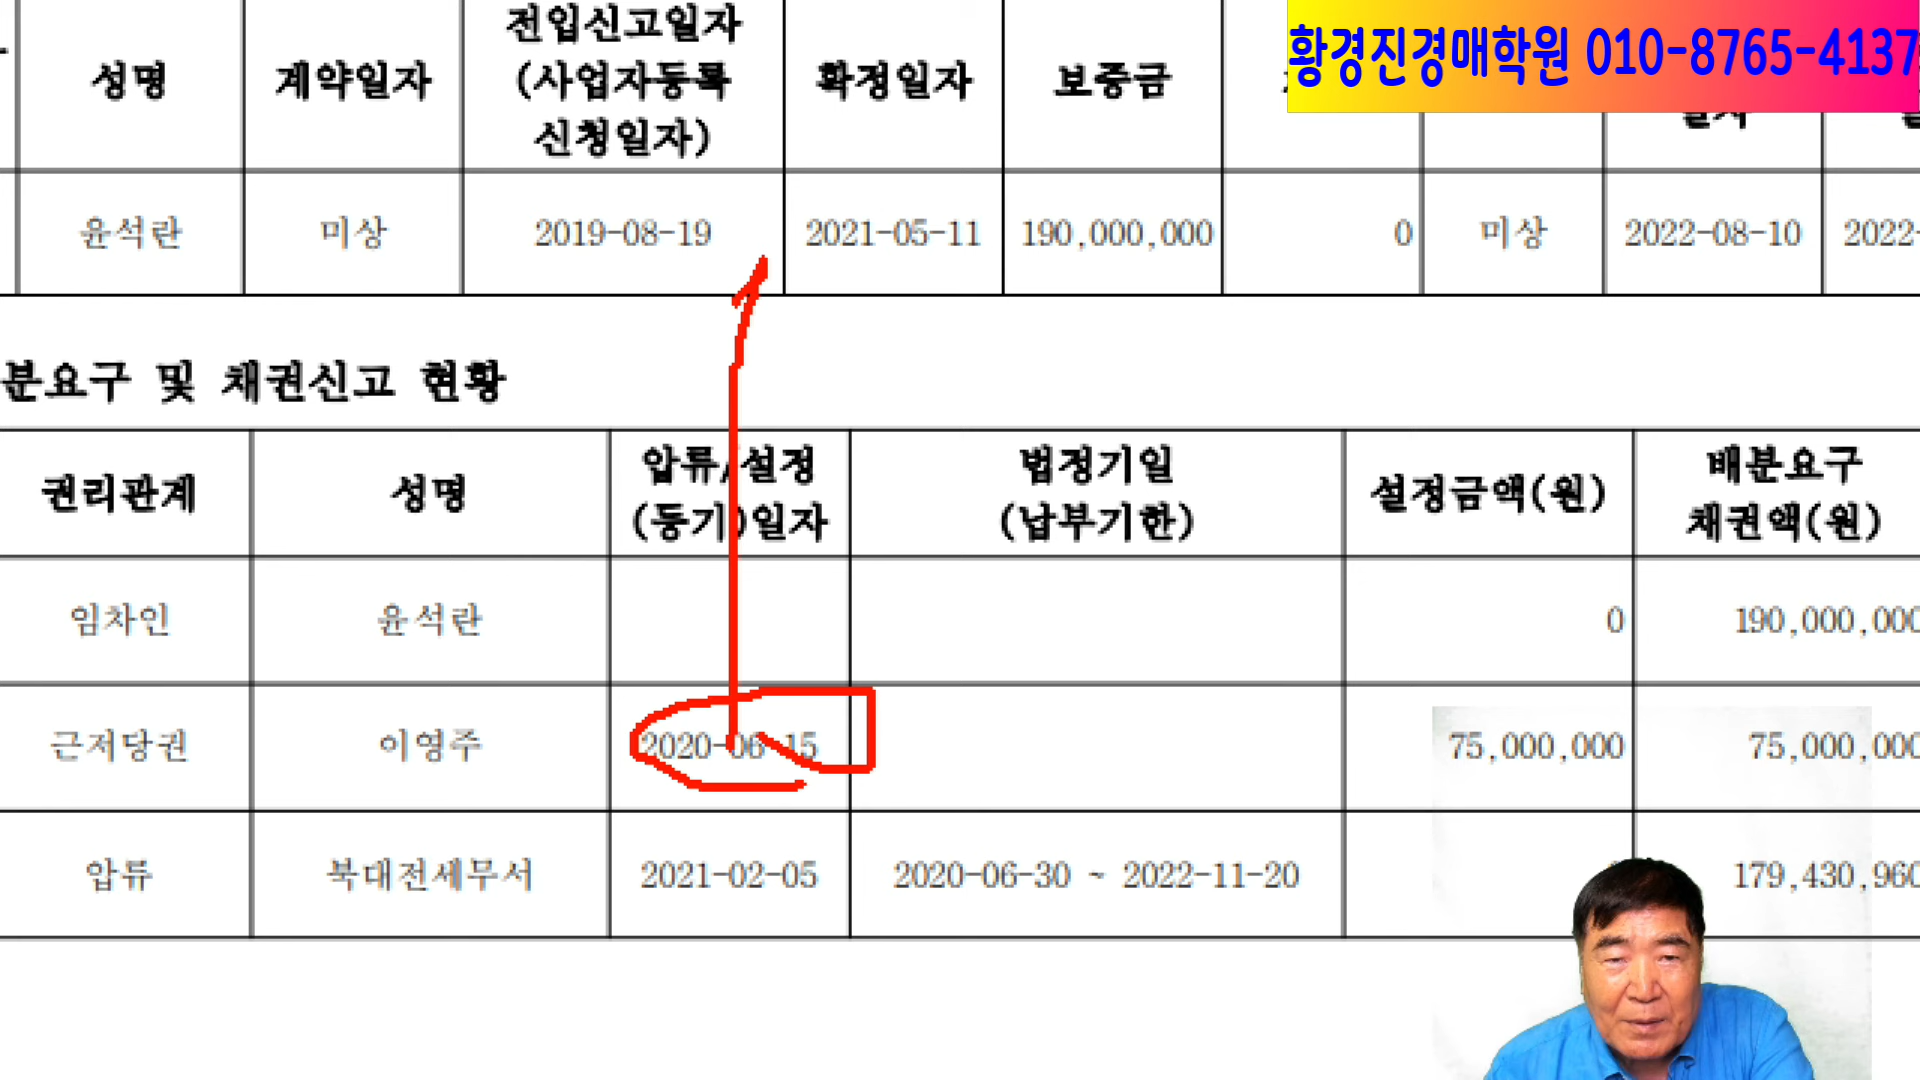 황경진경매학원 010-8765-4137
성명 계약일자 전입신고일자 (사업자등록 신청일자) 확정일자 보증금
윤석란 미상 2019-08-19 2021-05-11 190,000,000 0 미상 2022-08-10 2022-
분요구 및 채권신고 현황
권리관계 성명 압류/설정 (등기)일자 법정기일 (납부기한) 설정금액(원) 배분요구 채권액(원)
임차인 윤석란 0 190,000,000
근저당권 이영주 2020-06-15 75,000,000 75,000,000
압류 북대전세무서 2021-02-05 2020-06-30 ~ 2022-11-20 179,430,960